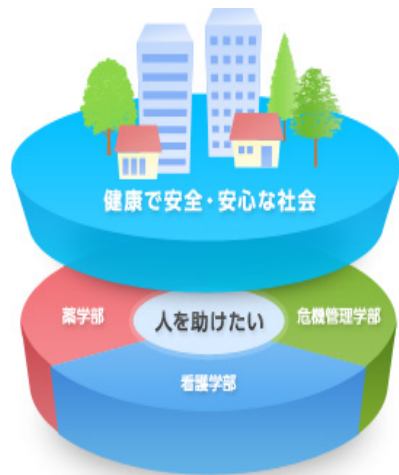 健康で安全・安心な社会
薬学部
人を助けたい
危機管理学部
看護学部